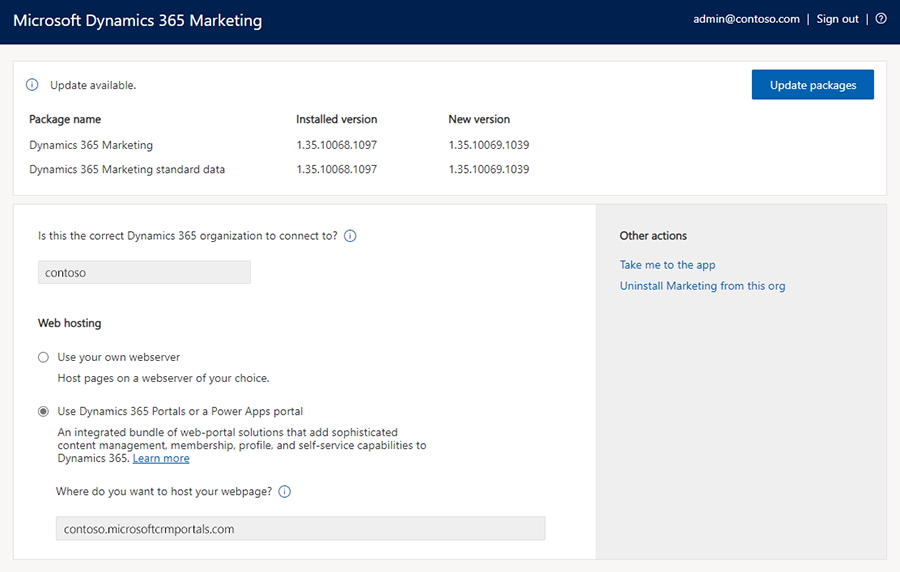 Microsoft Dynamics 365 Marketing
admin@contoso.com | Sign out |
Update available.
Update packages
Package name Installed version New version
Dynamics 365 Marketing 1.35.10068.1097 1.35.10069.1039
Dynamics 365 Marketing standard data 1.35.10068.1097 1.35.10069.1039
Is this the correct Dynamics 365 organization to connect to?
contoso
Web hosting
Use your own webserver
Host pages on a webserver of your choice.
Use Dynamics 365 Portals or a Power Apps portal
An integrated bundle of web-portal solutions that add sophisticated
content management, membership, profile, and self-service capabilities to
Dynamics 365. Learn more
Where do you want to host your webpage?
contoso.microsoftcrmportals.com
Other actions
Take me to the app
Uninstall Marketing from this org